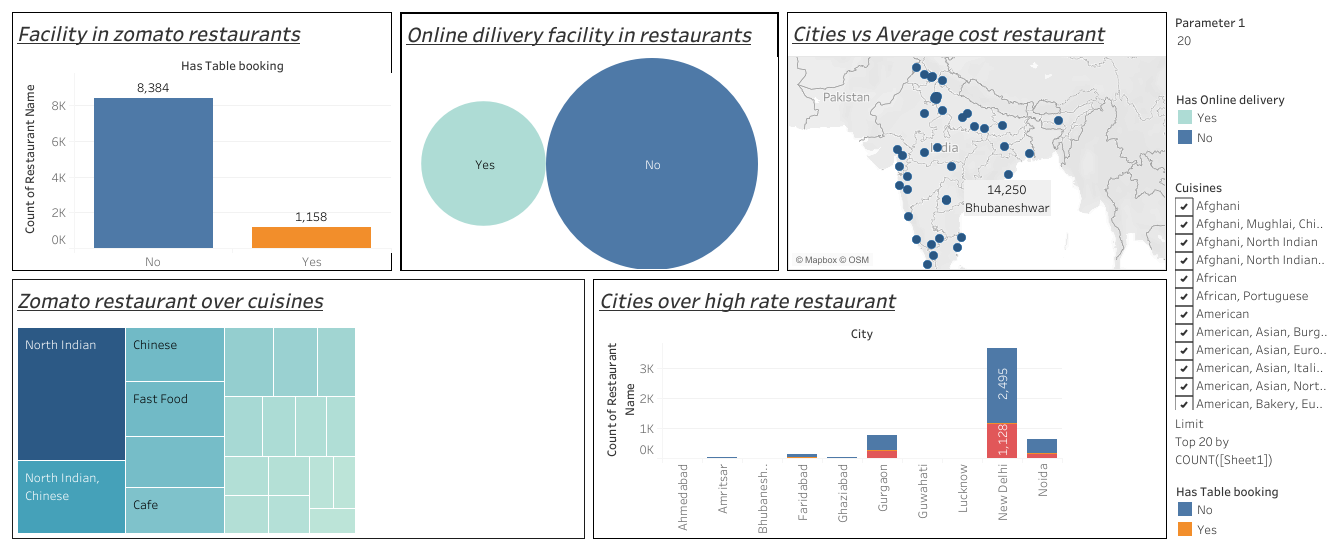 Facility in zomato restaurants
Has Table booking
Count of Restaurant Name
8K
6K
4K
2K
0K
8,384
1,158
No
Yes
Online dilivery facility in restaurants
Yes
No
Cities vs Average cost restaurant
Pakistan
India
14,250
Bhubaneshwar
© Mapbox © OSM
Parameter 1
20
Has Online delivery
Yes
No
Cuisines
Afghani
Afghani, Mughlai, Chi..
Afghani, North Indian
Afghani, North Indian..
African
African, Portuguese
American
American, Asian, Burg..
American, Asian, Euro..
American, Asian, Itali..
American, Asian, Nort..
American, Bakery, Eu..
Limit
Top 20 by
COUNT([Sheet1])
Has Table booking
No
Yes
Zomato restaurant over cuisines
North Indian
North Indian,
Chinese
Chinese
Fast Food
Cafe
Cities over high rate restaurant
City
Count of Restaurant
Name
3K
2K
1K
0K
2,495
1,128
Ahmedabad
Amritsar
Bhubanesh..
Faridabad
Ghaziabad
Gurgaon
Guwahati
Lucknow
New Delhi
Noida